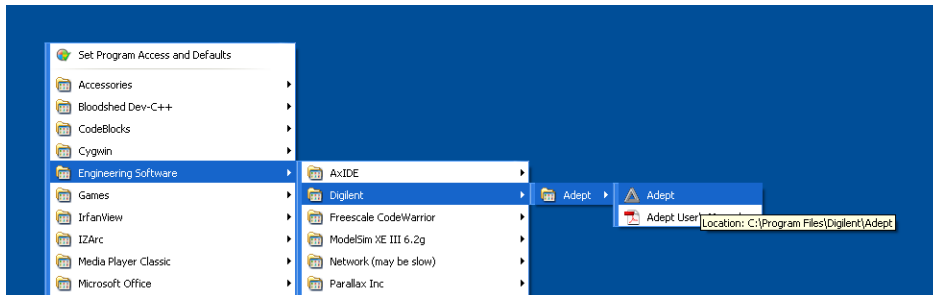 Set Program Access and Defaults
Accessories
Bloodshed Dev-C++
CodeBlocks
Cygwin
Engineering Software
Games
IrfanView
IZArc
Media Player Classic
Microsoft Office
AxIDE
Digilent
Freescale CodeWarrior
ModelSim XE III 6.2g
Network (may be slow)
Parallax Inc
Adept
Adept
Adept User
Location: C:\Program Files\Digilent\Adept